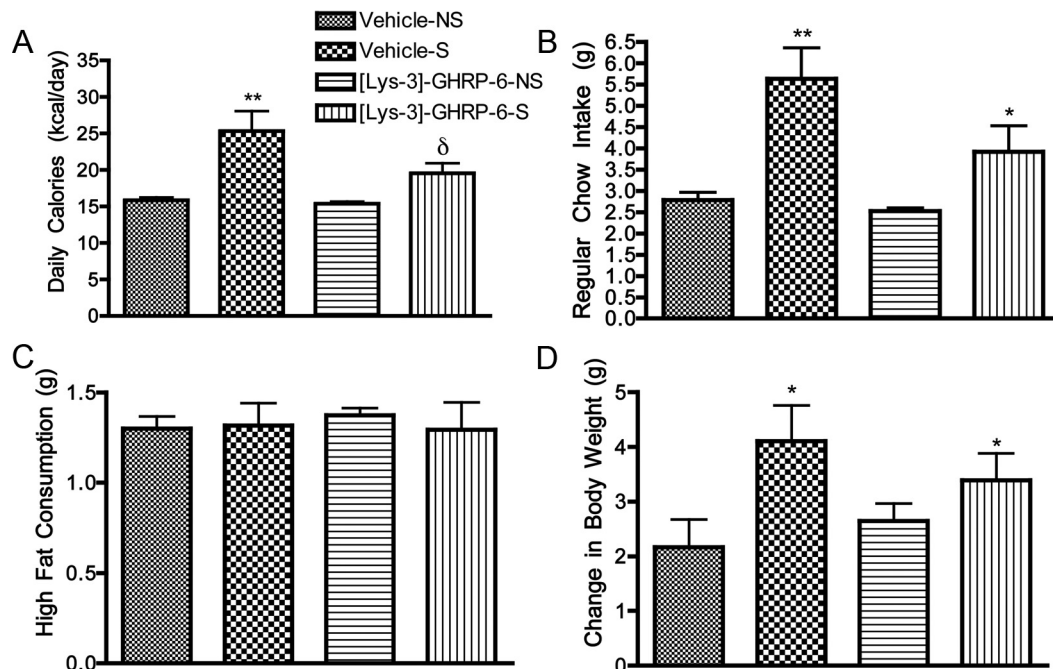 A
Daily Calories (kcal/day)
35
30
25
20
15
10
5
0
**
δ
Vehicle-NS
Vehicle-S
[Lys-3]-GHRP-6-NS
[Lys-3]-GHRP-6-S
B
Regular Chow Intake (g)
6.5
6.0
5.5
5.0
4.5
4.0
3.5
3.0
2.5
2.0
1.5
1.0
0.5
0.0
**
*
C
High Fat Consumption (g)
1.5
1.0
0.5
0.0
D
Change in Body Weight (g)
5
4
3
2
1
0
*
*